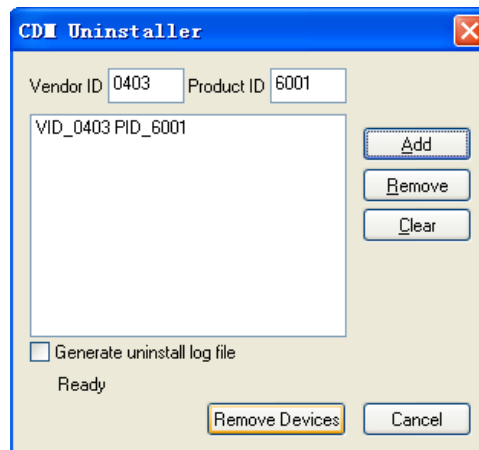 CDM Uninstaller
Vendor ID 0403 Product ID 6001
VID_0403 PID_6001
Add
Remove
Clear
Generate uninstall log file
Ready
Remove Devices Cancel